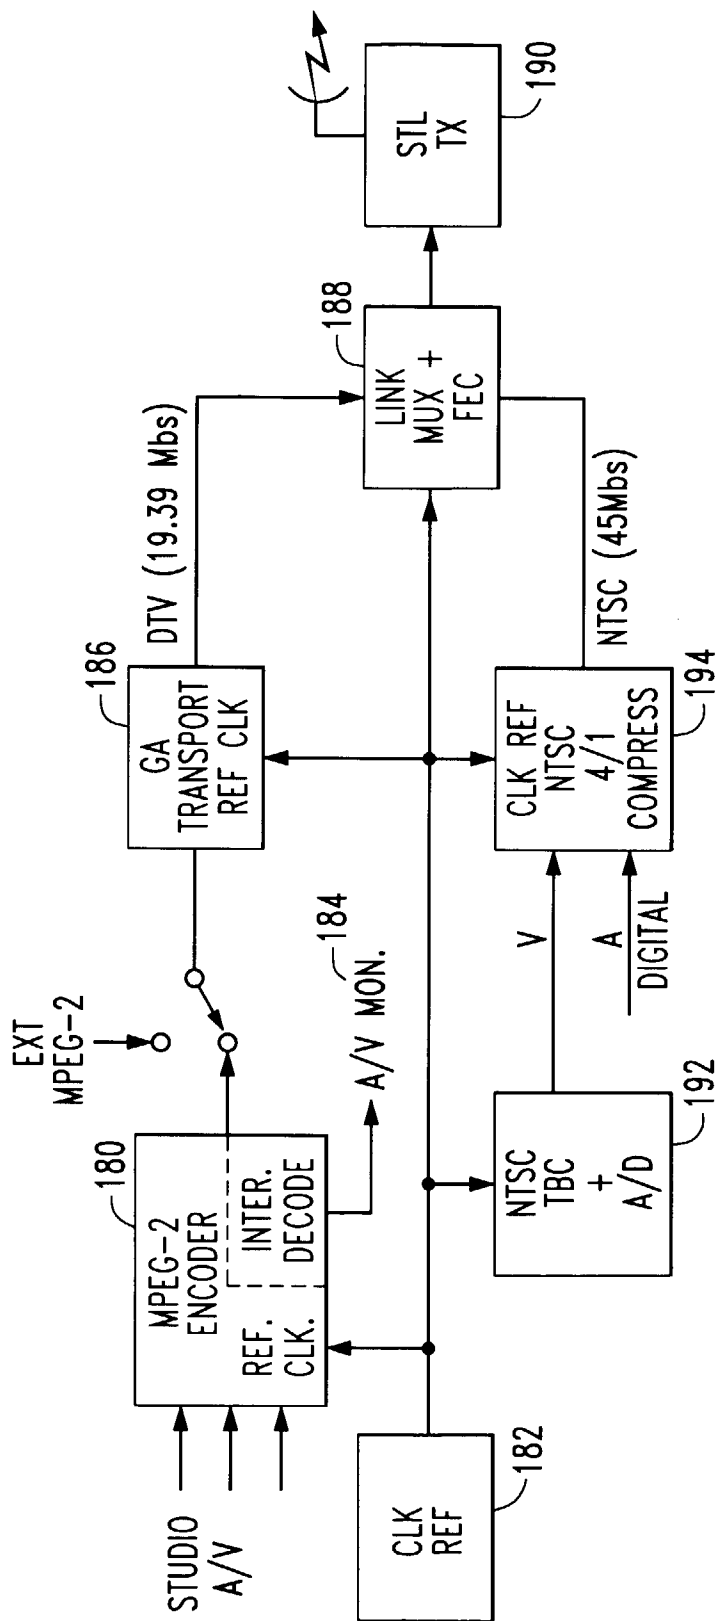 STUDIO
A/V
180
MPEG-2
ENCODER
REF.
CLK.
INTER.
DECODE
EXT
MPEG-2
184
A/V MON.
186
GA
TRANSPORT
REF CLK
DTV (19.39 Mbs)
188
LINK
MUX +
FEC
STL
TX
190
CLK
REF
182
NTSC
TBC
+
A/D
192
V
A
DIGITAL
CLK REF
NTSC
4/1
COMPRESS
194
NTSC (45Mbs)